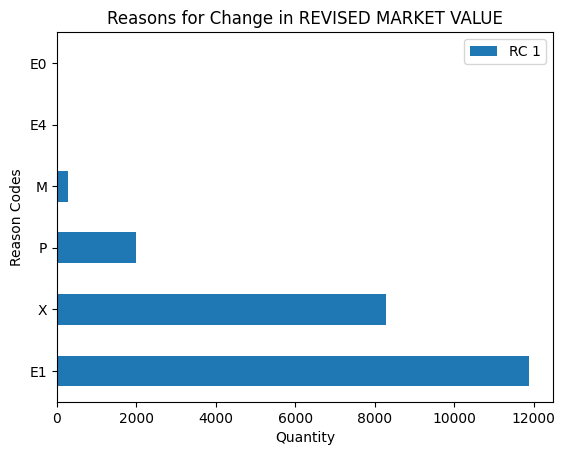 Reasons for Change in REVISED MARKET VALUE
RC 1
Reason Codes
E0
E4
M
P
X
E1
0 2000 4000 6000 8000 10000 12000
Quantity